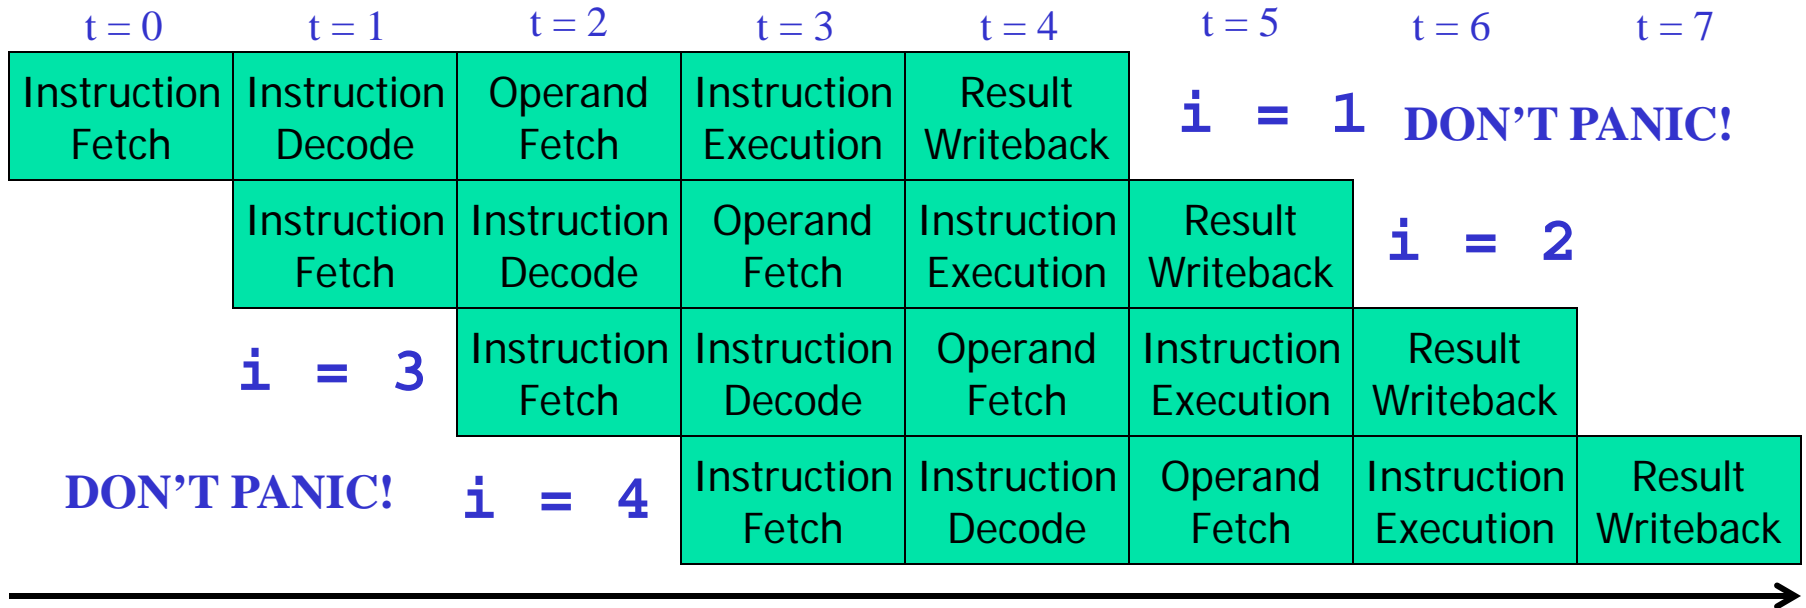 t = 0 t = 1 t = 2 t = 3 t = 4 t = 5 t = 6 t = 7
Instruction Instruction Operand Instruction Result
Fetch Decode Fetch Execution Writeback
i = 1 DON'T PANIC!
Instruction Instruction Operand Instruction Result
Fetch Decode Fetch Execution Writeback
i = 2
i = 3
Instruction Instruction Operand Instruction Result
Fetch Decode Fetch Execution Writeback
DON'T PANIC! i = 4
Instruction Instruction Operand Instruction Result
Fetch Decode Fetch Execution Writeback